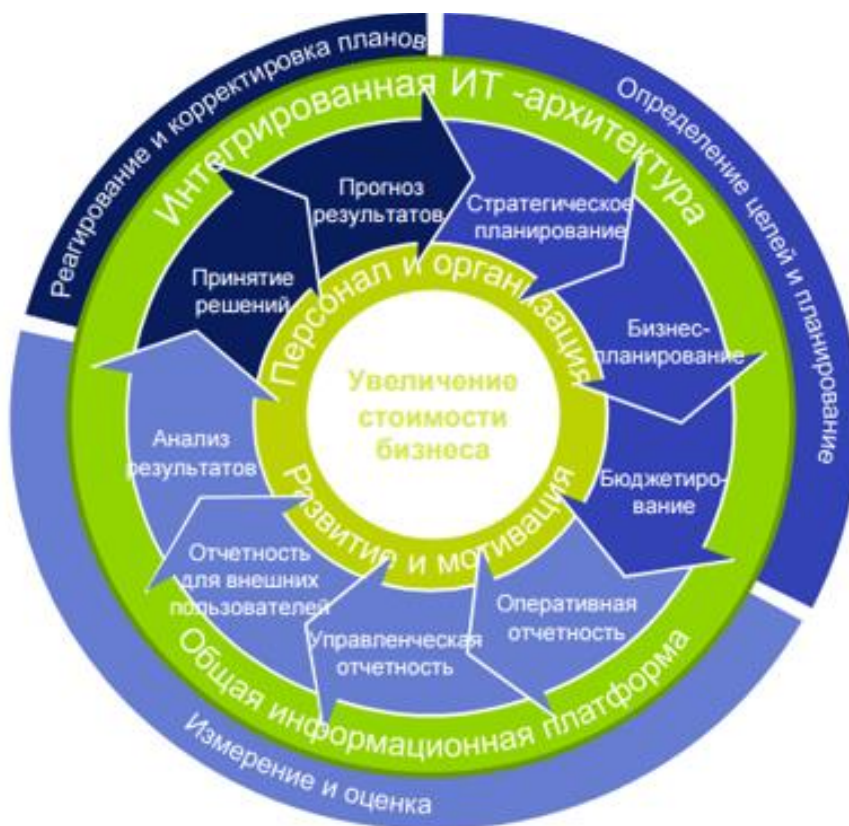 Реагирование и корректировка планов
Определение целей и планирование
Интегрированная ИТ -архитектура
Прогноз
результатов
Стратегическое
планирование
Принятие
решений
Персонал и организация
Бизнес-
планирование
Увеличение
стоимости
бизнеса
Анализ
результатов
Бюджетиро-
вание
Развитие и мотивация
Отчетность
для внешних
пользователей
Оперативная
отчетность
Управленческая
отчетность
Общая информационная платформа
Измерение и оценка